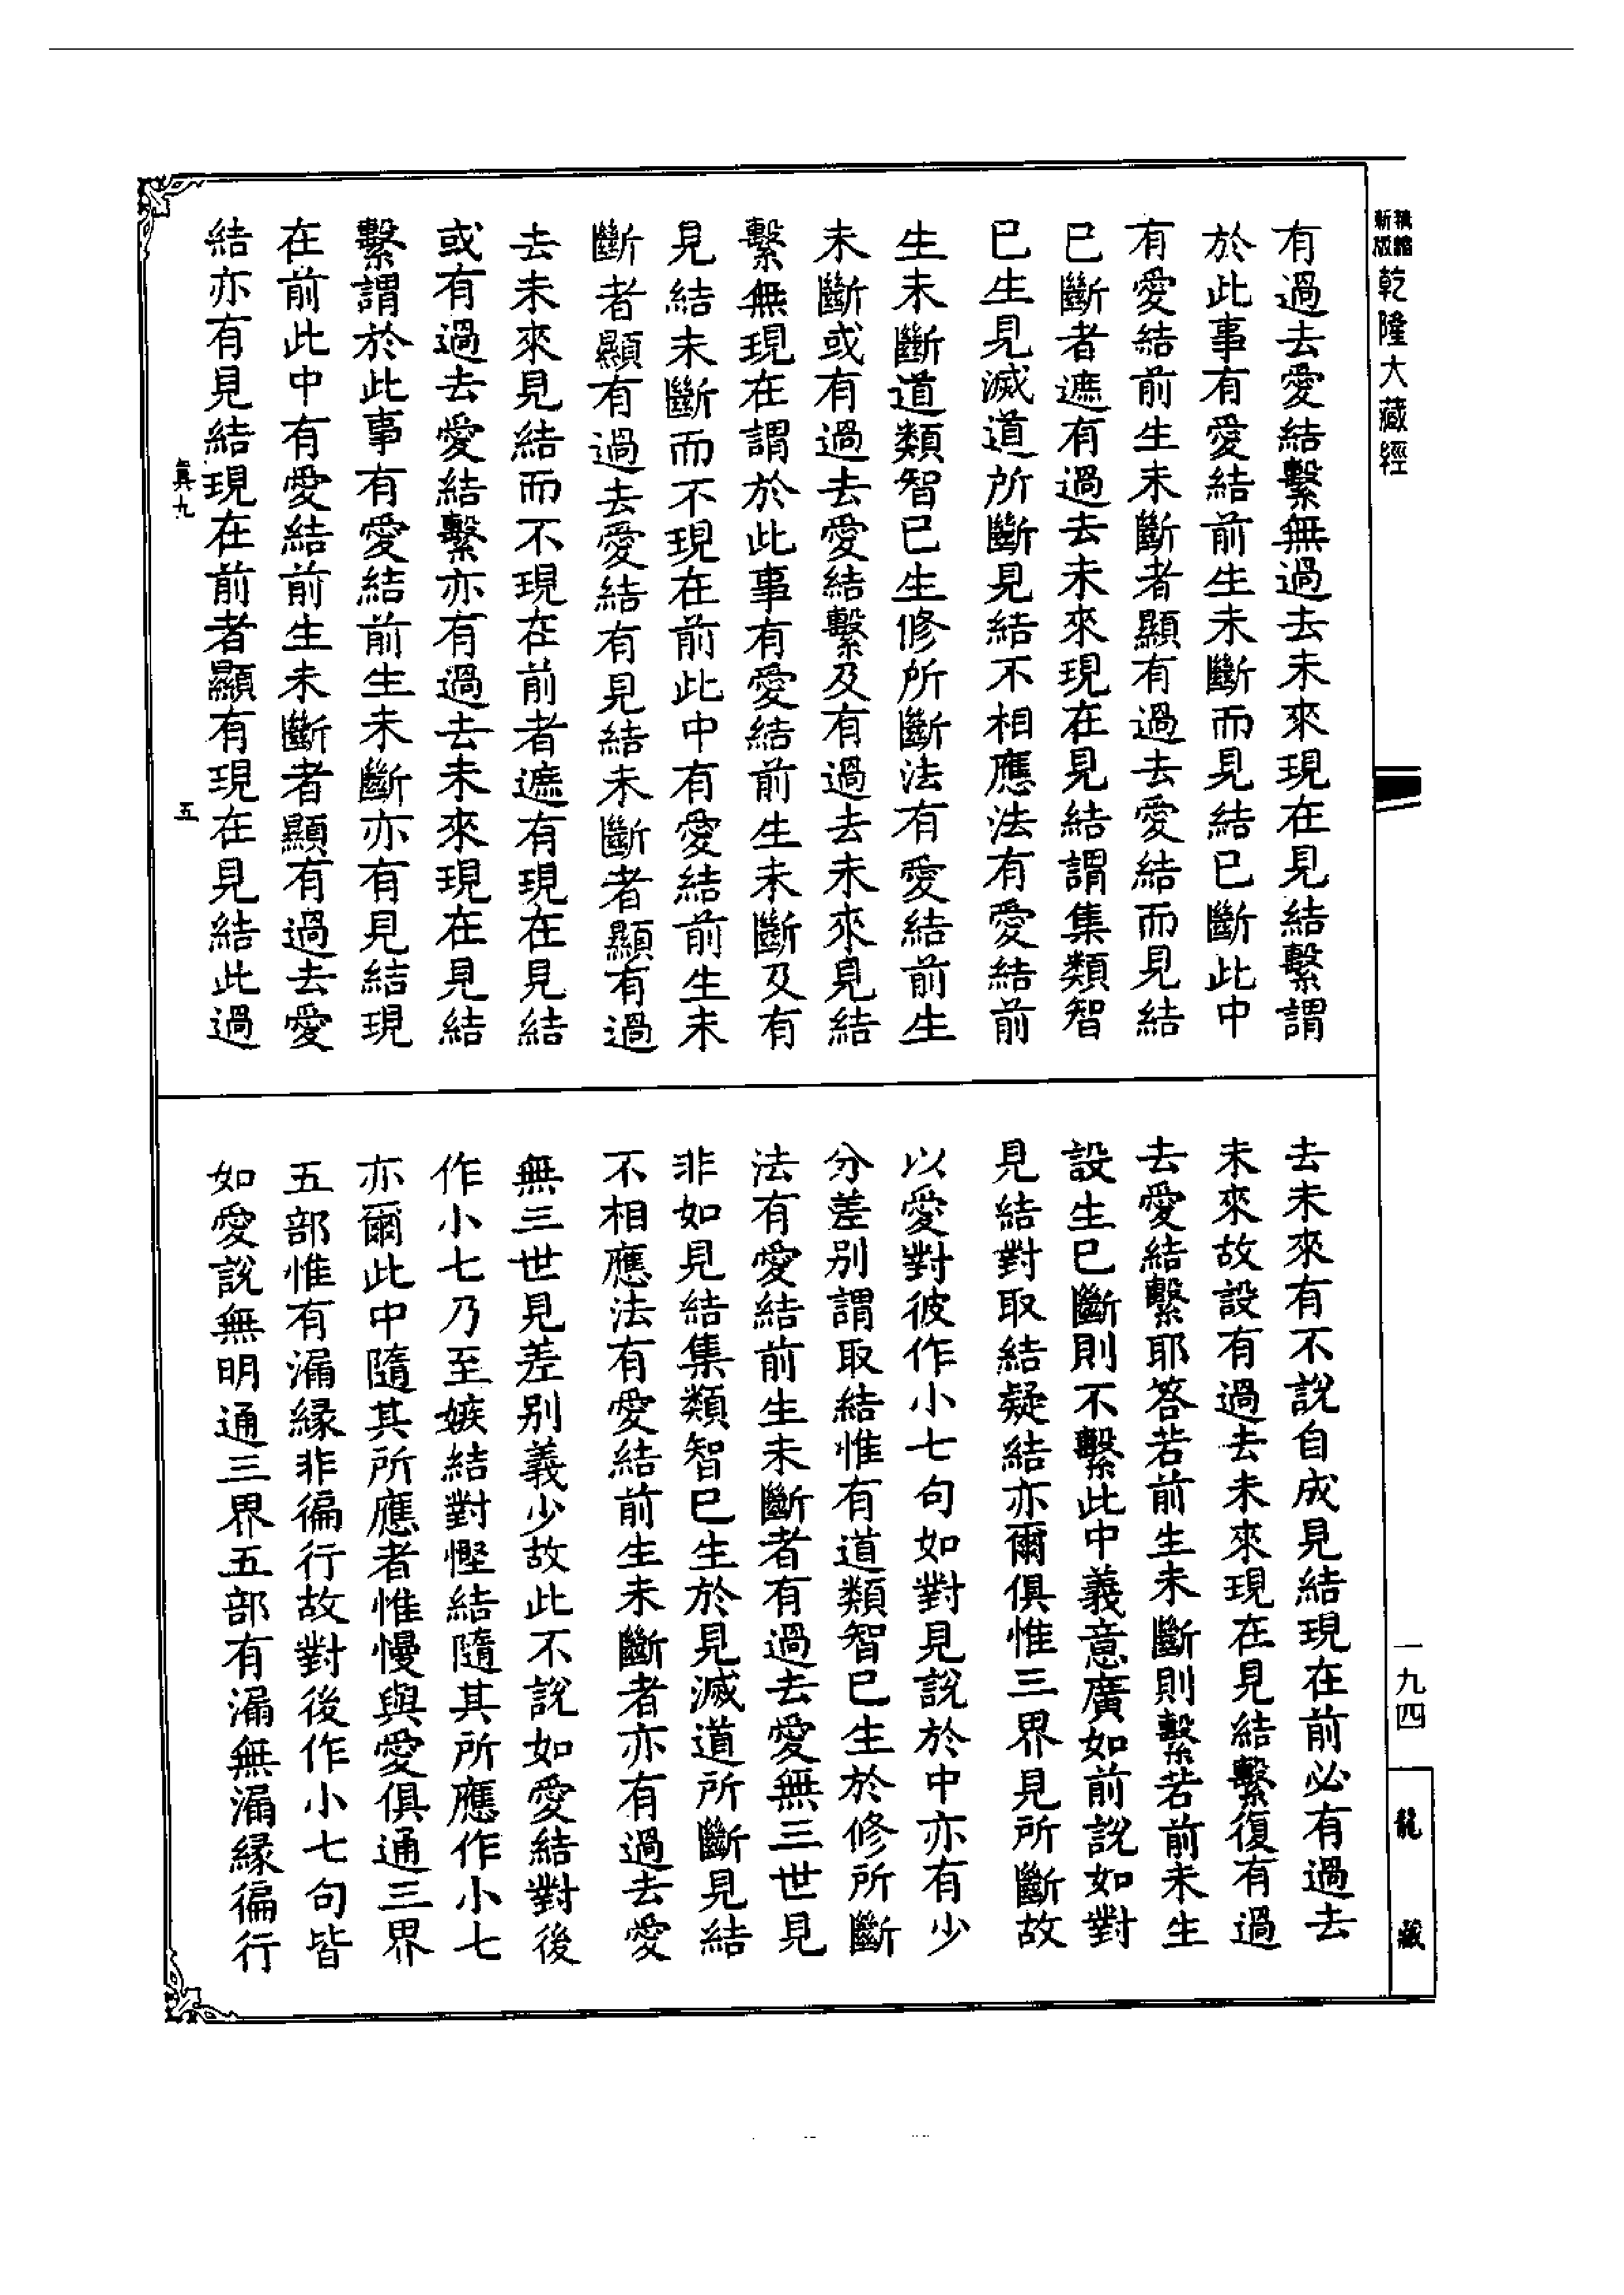 新版精縮
乾隆大藏經
有過去愛結繫無過去未來現在見結繫謂
於此事有愛結前生未斷而見結已斷此中
有愛結前生未斷者顯有過去愛結而見結
已斷者遮有過去未來現在見結謂集類智
已生見滅道所斷見結不相應法有愛結前
生未斷道類智已生修所斷法有愛結前生
未斷或有過去愛結繫及有過去未來見結
繫無現在謂於此事有愛結前生未斷及有
見結未斷而不現在前此中有愛結前生未
斷者顯有過去愛結有見結未斷者顯有過
去未來見結而不現在前者遮有現在見結
或有過去愛結繫亦有過去未來現在見結
繫謂於此事有愛結前生未斷亦有見結現
在前此中有愛結前生未斷者顯有過去愛
結亦有見結現在前者顯有現在見結此過
真九
五
去未來有不說自成見結現在前必有過去
未來故設有過去未來現在見結繫復有過
去愛結繫耶答若前生未斷則繫若前未生
設生已斷則不繫此中義意廣如前說如對
見結對取結疑結亦爾俱惟三界見所斷故
以愛對彼作小七句如對見說於中亦有少
分差別謂取結惟有道類智已生於修所斷
法有愛結前生未斷者有過去愛無三世見
非如見結集類智已生於見滅道所斷見結
不相應法有愛結前生未斷者亦有過去愛
無三世見差別義少故此不說如愛結對後
作小七乃至嫉結對慳結隨其所應作小七
亦爾此中隨其所應者惟慢與愛俱通三界
五部惟有漏緣非徧行故對後作小七句皆
如愛說無明通三界五部有漏無漏緣徧行
一九四
龍藏